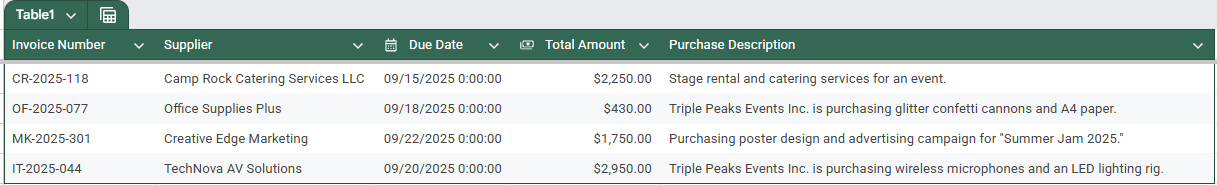 Table1
Invoice Number Supplier Due Date Total Amount Purchase Description
CR-2025-118 Camp Rock Catering Services LLC 09/15/2025 0:00:00 $2,250.00 Stage rental and catering services for an event.
OF-2025-077 Office Supplies Plus 09/18/2025 0:00:00 $430.00 Triple Peaks Events Inc. is purchasing glitter confetti cannons and A4 paper.
MK-2025-301 Creative Edge Marketing 09/22/2025 0:00:00 $1,750.00 Purchasing poster design and advertising campaign for "Summer Jam 2025."
IT-2025-044 TechNova AV Solutions 09/20/2025 0:00:00 $2,950.00 Triple Peaks Events Inc. is purchasing wireless microphones and an LED lighting rig.